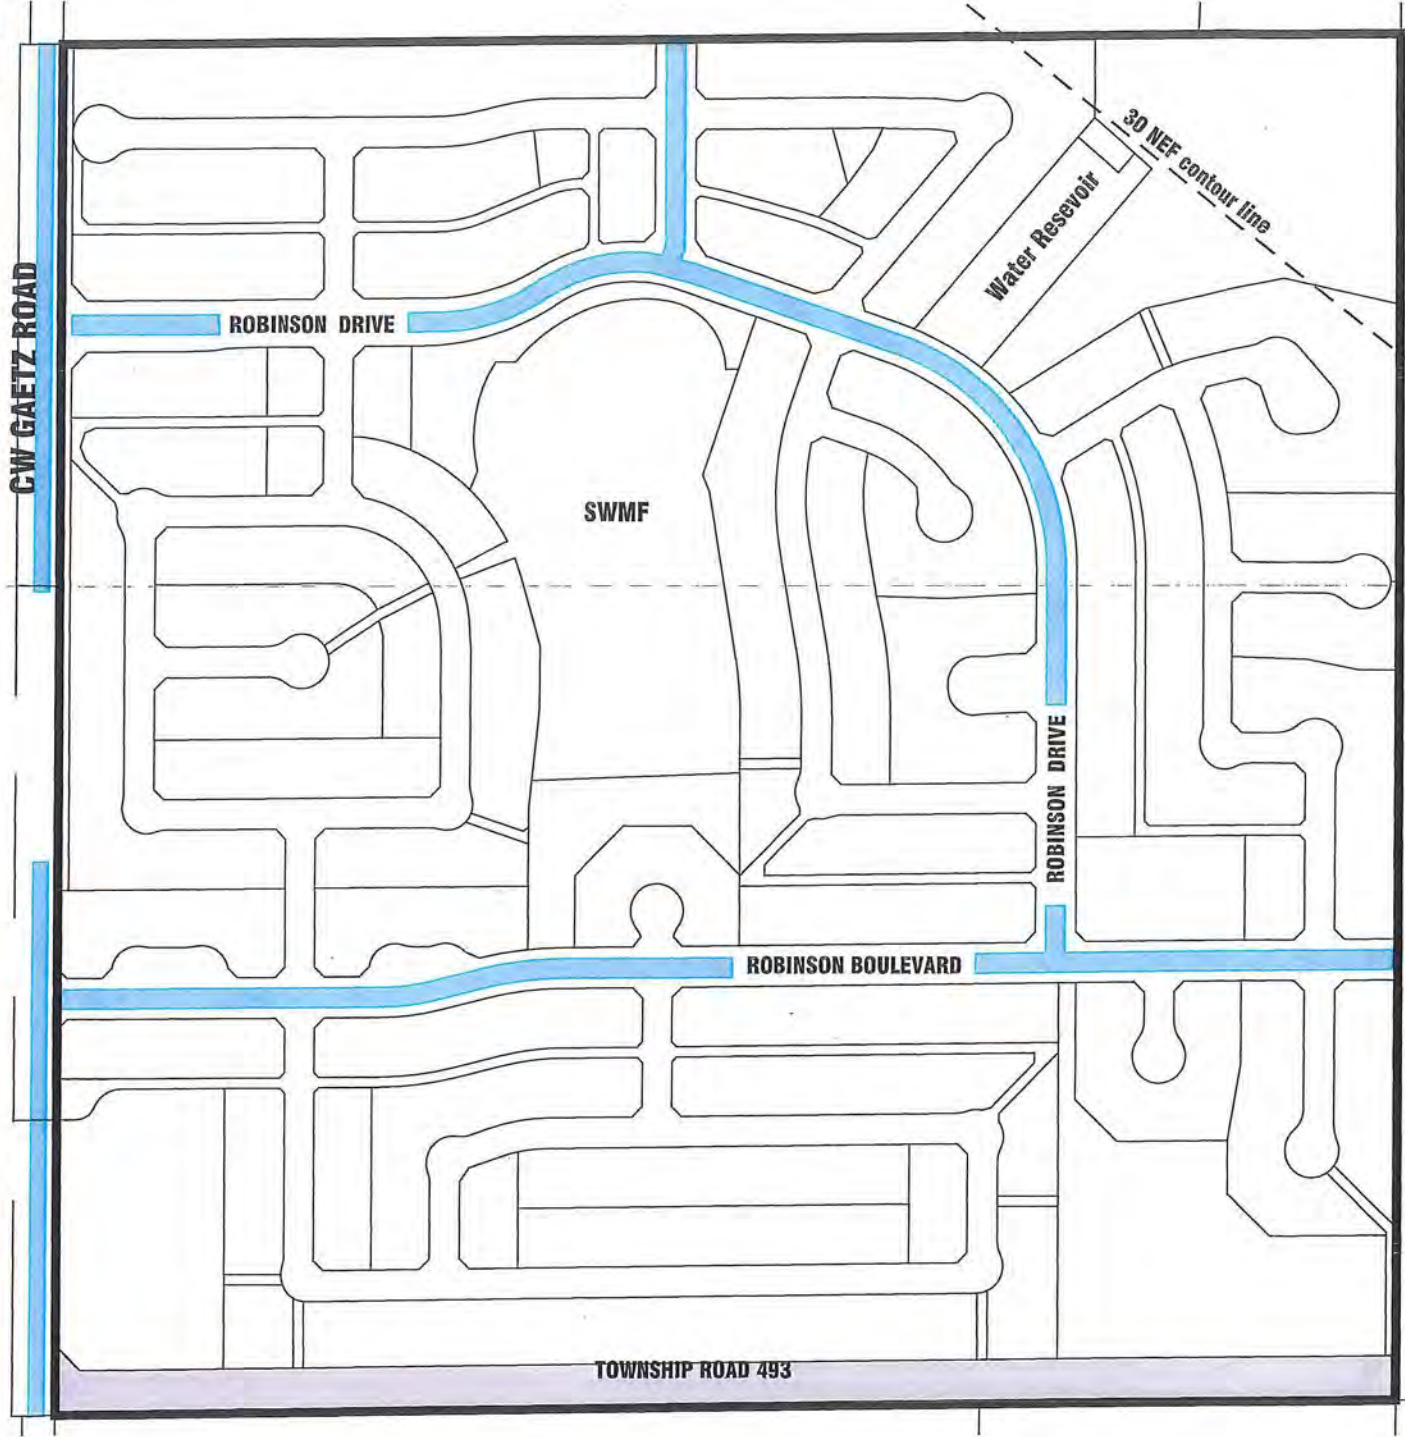 30 NEF contour line
Water Resevoir
CW GAETZ ROAD
ROBINSON DRIVE
SWMF
ROBINSON DRIVE
ROBINSON BOULEVARD
TOWNSHIP ROAD 493